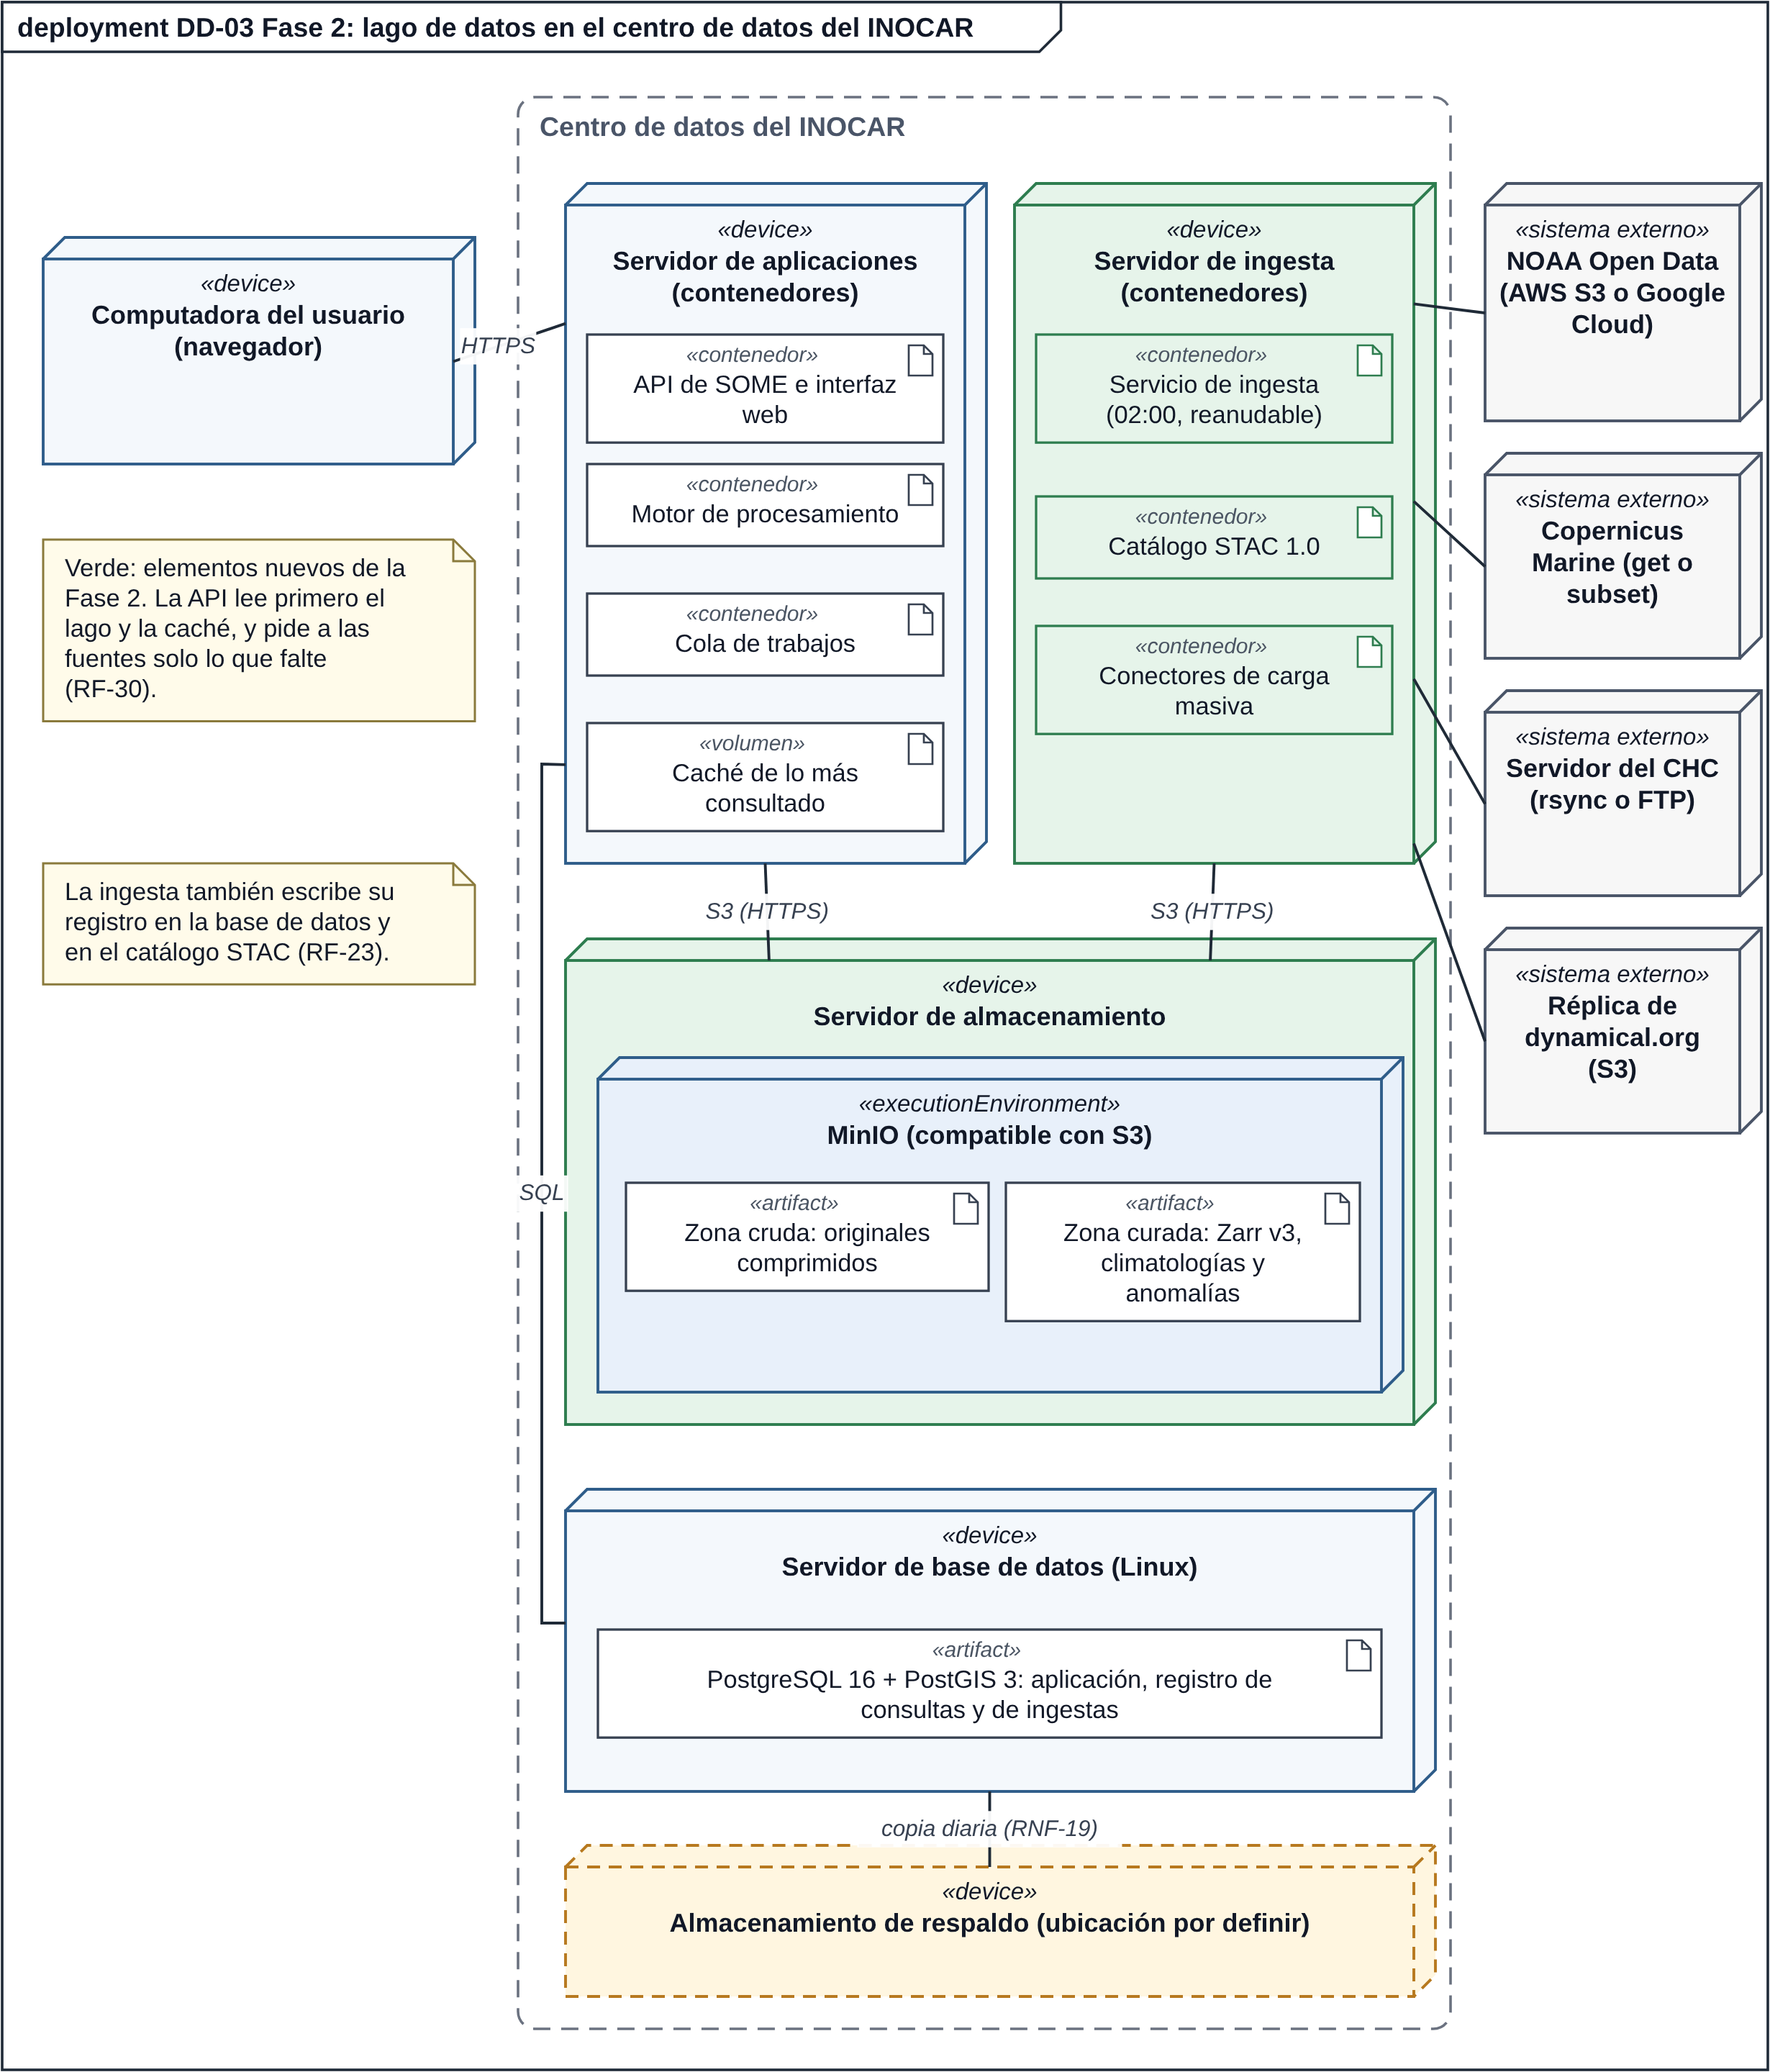 deployment DD-03 Fase 2: lago de datos en el centro de datos del INOCAR
Centro de datos del INOCAR
«device»
Computadora del usuario
(navegador)
HTTPS
«device»
Servidor de aplicaciones
(contenedores)
«contenedor»
API de SOME e interfaz
web
«contenedor»
Motor de procesamiento
«contenedor»
Cola de trabajos
«volumen»
Caché de lo más
consultado
«device»
Servidor de ingesta
(contenedores)
«contenedor»
Servicio de ingesta
(02:00, reanudable)
«contenedor»
Catálogo STAC 1.0
«contenedor»
Conectores de carga
masiva
«sistema externo»
NOAA Open Data
(AWS S3 o Google
Cloud)
«sistema externo»
Copernicus
Marine (get o
subset)
«sistema externo»
Servidor del CHC
(rsync o FTP)
«sistema externo»
Réplica de
dynamical.org
(S3)
Verde: elementos nuevos de la
Fase 2. La API lee primero el
lago y la caché, y pide a las
fuentes solo lo que falte
(RF-30).
La ingesta también escribe su
registro en la base de datos y
en el catálogo STAC (RF-23).
S3 (HTTPS)
S3 (HTTPS)
«device»
Servidor de almacenamiento
«executionEnvironment»
MinIO (compatible con S3)
«artifact»
Zona cruda: originales
comprimidos
«artifact»
Zona curada: Zarr v3,
climatologías y
anomalías
SQL
«device»
Servidor de base de datos (Linux)
«artifact»
PostgreSQL 16 + PostGIS 3: aplicación, registro de
consultas y de ingestas
copia diaria (RNF-19)
«device»
Almacenamiento de respaldo (ubicación por definir)